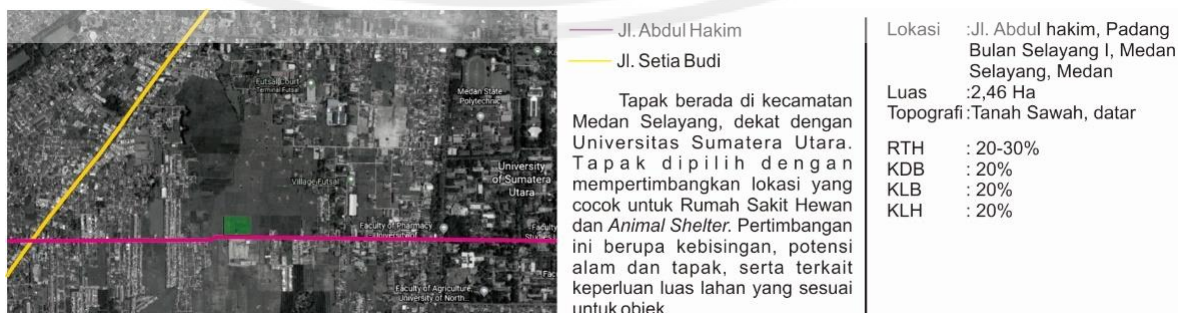 Futsal Court
Terminal Futsal
Medan State
Polytechnic
University
of Sumatera
Utara
Village Futsal
Faculty of Pharmacy
Faculty of Agriculture
University of North
Jl. Abdul Hakim
Jl. Setia Budi
Tapak berada di kecamatan
Medan Selayang, dekat dengan
Universitas Sumatera Utara.
Tapak dipilih dengan
mempertimbangkan lokasi yang
cocok untuk Rumah Sakit Hewan
dan Animal Shelter. Pertimbangan
ini berupa kebisingan, potensi
alam dan tapak, serta terkait
keperluan luas lahan yang sesuai
untuk objek
Lokasi :Jl. Abdul hakim, Padang
Bulan Selayang I, Medan
Selayang, Medan
Luas :2,46 Ha
Topografi :Tanah Sawah, datar
RTH : 20-30%
KDB : 20%
KLB : 20%
KLH : 20%